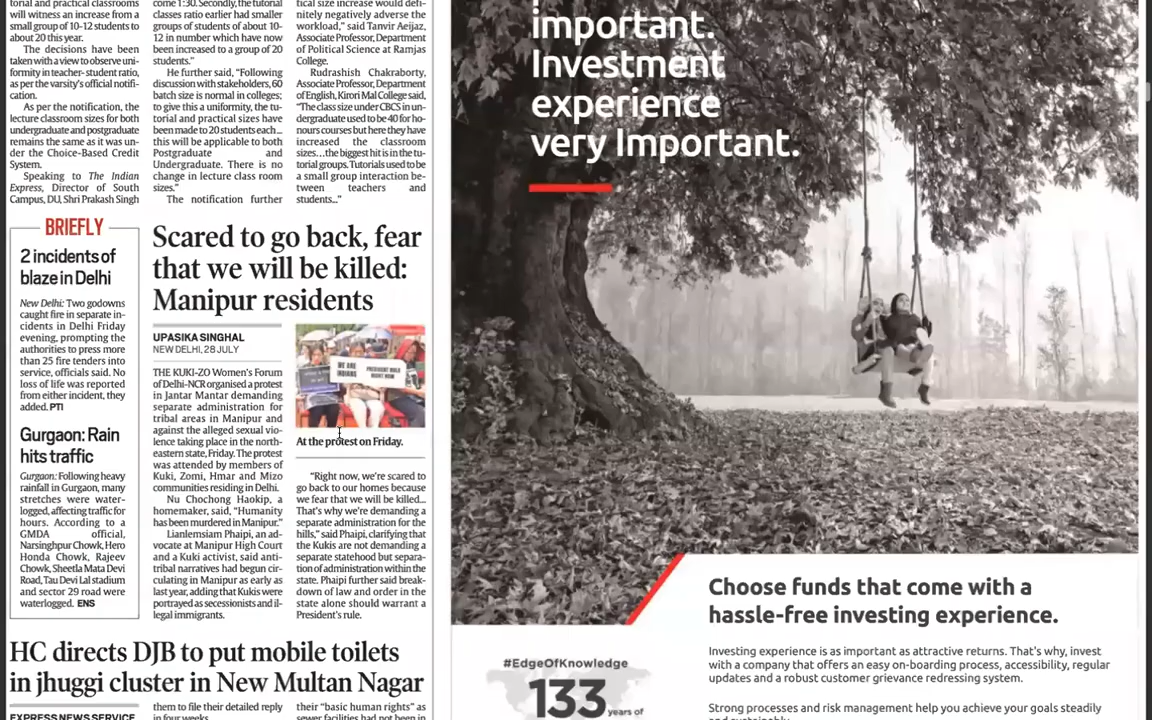 torial and practical classrooms
will witness an increase from a
small group of 10-12 students to
about 20 this year.
The decisions have been
taken with a view to observe uni-
formity in teacher-student ratio,
as per the varsity's official notifi-
cation.
As per the notification, the
lecture classroom sizes for both
undergraduate and postgraduate
remains the same as it was un-
der the Choice-Based Credit
System.
Speaking to The Indian
Express, Director of South
Campus, DU, Shri Prakash Singh
come 1:30. Secondly, the tutorial
classes ratio earlier had smaller
groups of students of about 10-
12 in number which have now
been increased to a group of 20
students."
He further said, "Following
discussion with stakeholders, 60
batch size is normal in colleges;
to give this a uniformity, the tu-
torial and practical sizes have
been made to 20 students each...
this will be applicable to both
Postgraduate and
Undergraduate. There is no
change in lecture class room
sizes."
The notification further
tical size increase would defi-
nitely negatively adverse the
workload," said Tanvir Aeijaz,
Associate Professor, Department
of Political Science at Ramjas
College.
Rudrashish Chakraborty,
Associate Professor, Department
of English, Kirori Mal College said,
"The class size under CBCS in un-
dergraduate used to be 40 for ho-
nours courses but here they have
increased the classroom
sizes...the biggest hit is in the tu-
torial groups. Tutorials used to be
a small group interaction be-
tween teachers and
students..."
BRIEFLY
2 incidents of
blaze in Delhi
New Delhi: Two godowns
caught fire in separate in-
cidents in Delhi Friday
evening, prompting the
authorities to press more
than 25 fire tenders into
service, officials said. No
loss of life was reported
from either incident, they
added. PTI
Gurgaon: Rain
hits traffic
Gurgaon: Following heavy
rainfall in Gurgaon, many
stretches were water-
logged, affecting traffic for
hours. According to a
GMDA official,
Narsinghpur Chowk, Hero
Honda Chowk, Rajeev
Chowk, Sheetla Mata Devi
Road, Tau Devi Lal stadium
and sector 29 road were
waterlogged. ENS
Scared to go back, fear
that we will be killed:
Manipur residents
UPASIKA SINGHAL
NEW DELHI, 28 JULY
THE KUKI-ZO Women's Forum
of Delhi-NCR organised a protest
in Jantar Mantar demanding
separate administration for
tribal areas in Manipur and
against the alleged sexual vio-
lence taking place in the north-
eastern state, Friday. The protest
was attended by members of
Kuki, Zomi, Hmar and Mizo
communities residing in Delhi.
Nu Chochong Haokip, a
homemaker, said, "Humanity
has been murdered in Manipur."
Lianlemsiam Phaipi, an ad-
vocate at Manipur High Court
and a Kuki activist, said anti-
tribal narratives had begun cir-
culating in Manipur as early as
last year, adding that Kukis were
portrayed as secessionists and il-
legal immigrants.
WE ARE
INDIANS
PRESIDENT RULE
RIGHT NOW
At the protest on Friday.
"Right now, we're scared to
go back to our homes because
we fear that we will be killed...
That's why we're demanding a
separate administration for the
hills," said Phaipi, clarifying that
the Kukis are not demanding a
separate statehood but separa-
tion of administration within the
state. Phaipi further said break-
down of law and order in the
state alone should warrant a
President's rule.
HC directs DJB to put mobile toilets
in jhuggi cluster in New Multan Nagar
EXPRESS NEWS SERVICE
them to file their detailed reply
in four weeks.
their "basic human rights" as
sewer facilities had not been in
important.
Investment
experience
very Important.
Choose funds that come with a
hassle-free investing experience.
Investing experience is as important as attractive returns. That's why, invest
with a company that offers an easy on-boarding process, accessibility, regular
updates and a robust customer grievance redressing system.
Strong processes and risk management help you achieve your goals steadily
and sustainably.
#EdgeOfKnowledge
133 years of